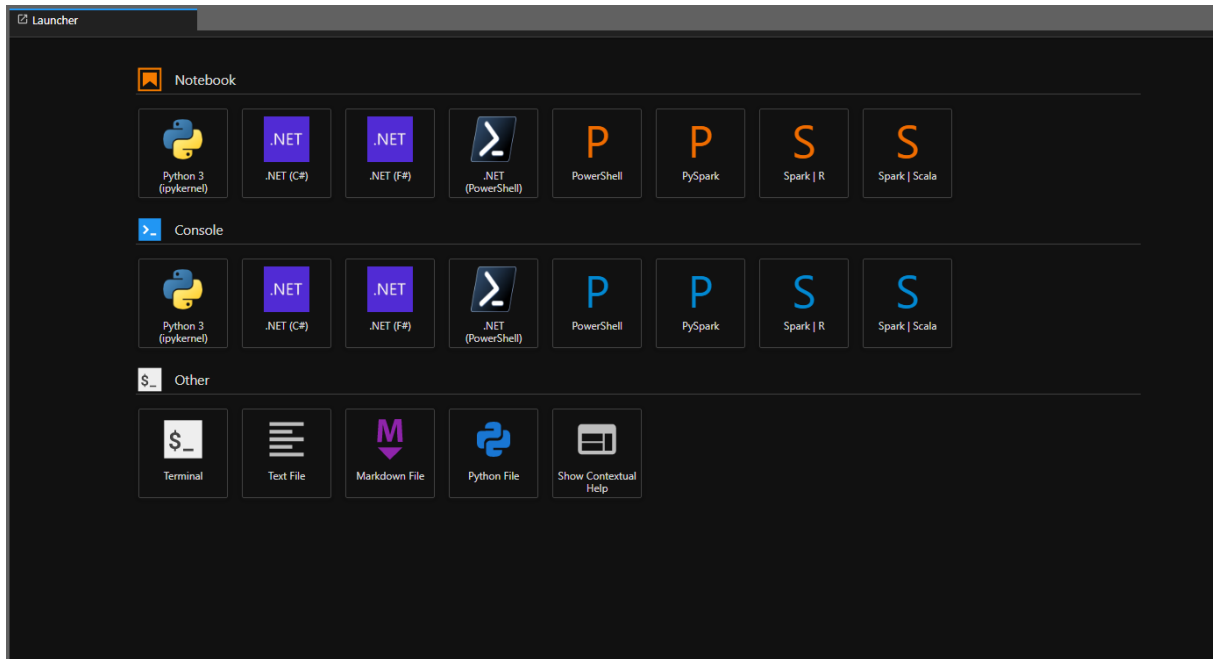 Launcher
Notebook
.NET
.NET
P
P
S
S
Python 3
(ipykernel)
.NET (C#)
.NET (F#)
.NET
(PowerShell)
PowerShell
PySpark
Spark | R
Spark | Scala
Console
.NET
.NET
P
P
S
S
Python 3
(ipykernel)
.NET (C#)
.NET (F#)
.NET
(PowerShell)
PowerShell
PySpark
Spark | R
Spark | Scala
$_ Other
$_
M
Terminal
Text File
Markdown File
Python File
Show Contextual
Help